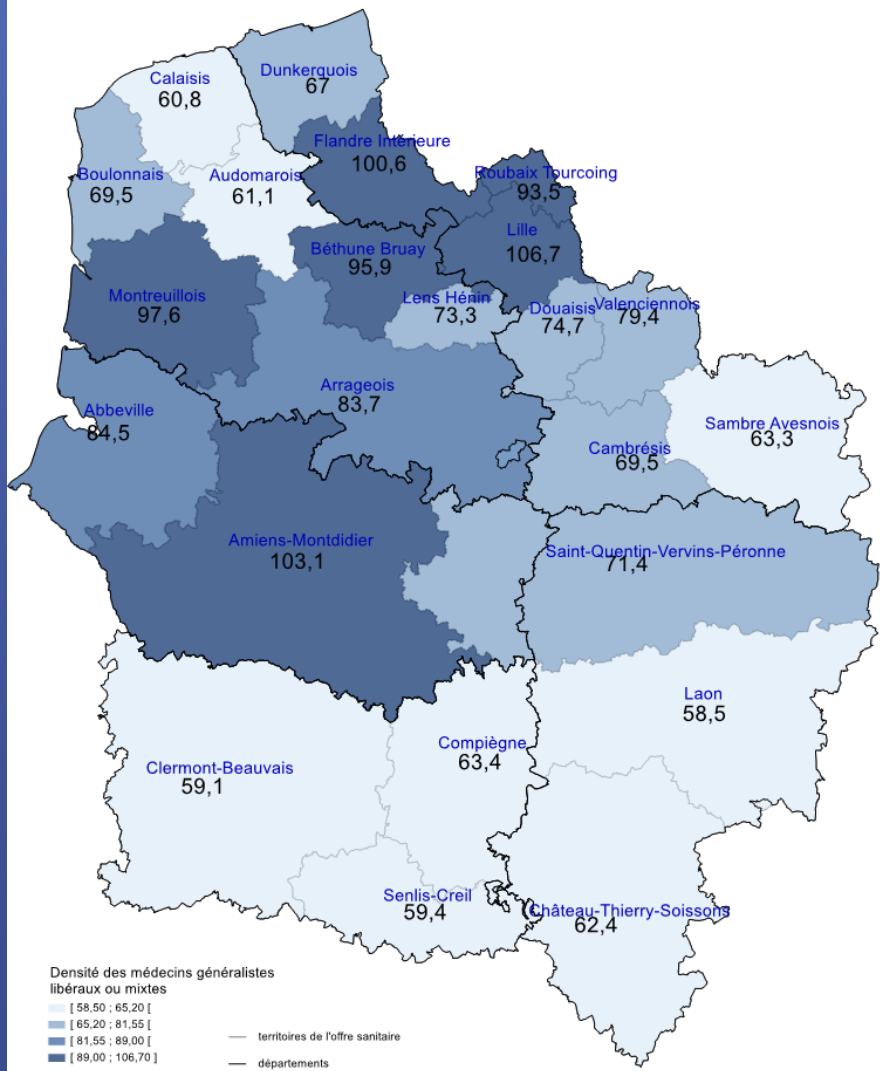 Calaisis
60,8
Dunkerquois
67
Flandre Intérieure
100,6
Boulonnais
69,5
Audomarois
61,1
Roubaix Tourcoing
93,5
Lille
106,7
Béthune Bruay
95,9
Montreuillois
97,6
Lens Hénin
73,3
Douaisis
74,7
Valenciennois
79,4
Arrageois
83,7
Abbeville
84,5
Sambre Avesnois
63,3
Cambrésis
69,5
Amiens-Montdidier
103,1
Saint-Quentin-Vervins-Péronne
71,4
Laon
58,5
Compiègne
63,4
Clermont-Beauvais
59,1
Senlis-Creil
59,4
Château-Thierry-Soissons
62,4
Densité des médecins généralistes
libéraux ou mixtes
[ 58,50 ; 65,20 [
[ 65,20 ; 81,55 [
[ 81,55 ; 89,00 [
[ 89,00 ; 106,70 ]
territoires de l'offre sanitaire
départements